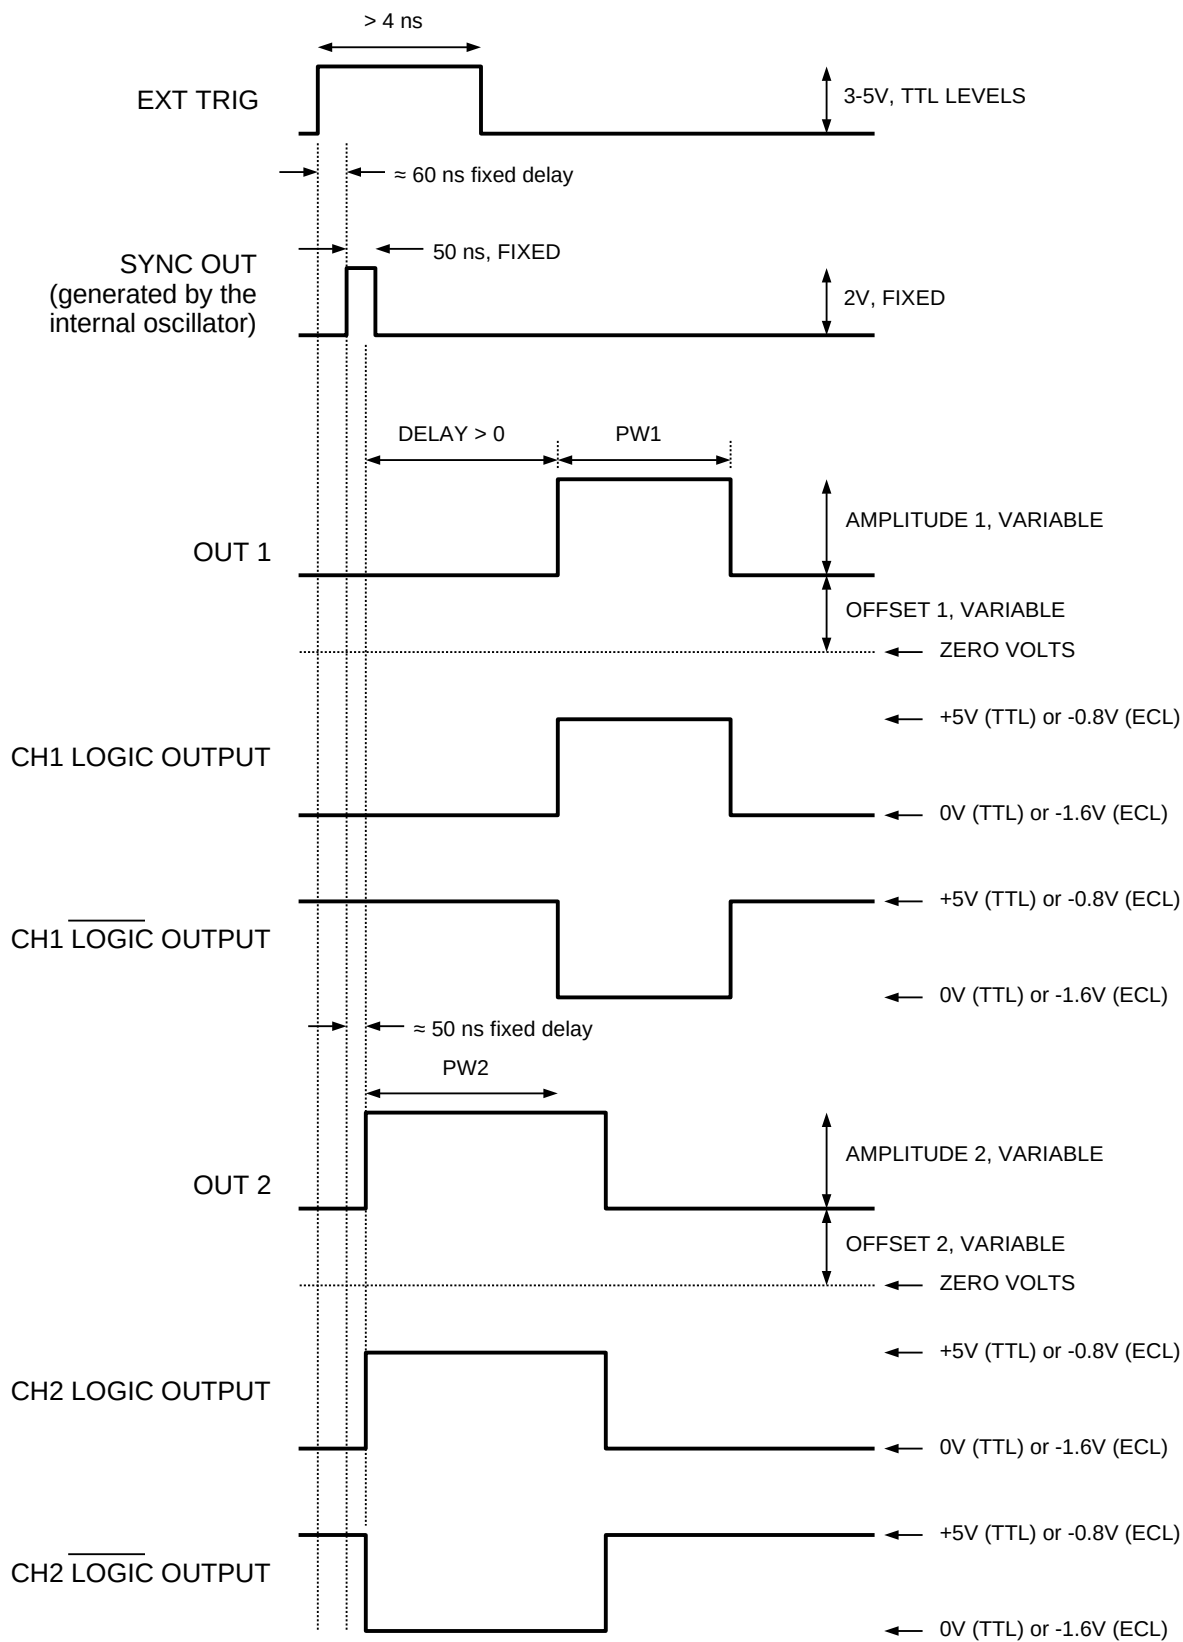 > 4 ns
EXT TRIG
3-5V, TTL LEVELS
≈ 60 ns fixed delay
50 ns, FIXED
SYNC OUT
(generated by the
internal oscillator)
2V, FIXED
DELAY > 0
PW1
AMPLITUDE 1, VARIABLE
OUT 1
OFFSET 1, VARIABLE
ZERO VOLTS
+5V (TTL) or -0.8V (ECL)
CH1 LOGIC OUTPUT
0V (TTL) or -1.6V (ECL)
+5V (TTL) or -0.8V (ECL)
CH1 L̅O̅G̅I̅C̅ OUTPUT
0V (TTL) or -1.6V (ECL)
≈ 50 ns fixed delay
PW2
AMPLITUDE 2, VARIABLE
OUT 2
OFFSET 2, VARIABLE
ZERO VOLTS
+5V (TTL) or -0.8V (ECL)
CH2 LOGIC OUTPUT
0V (TTL) or -1.6V (ECL)
+5V (TTL) or -0.8V (ECL)
CH2 L̅O̅G̅I̅C̅ OUTPUT
0V (TTL) or -1.6V (ECL)